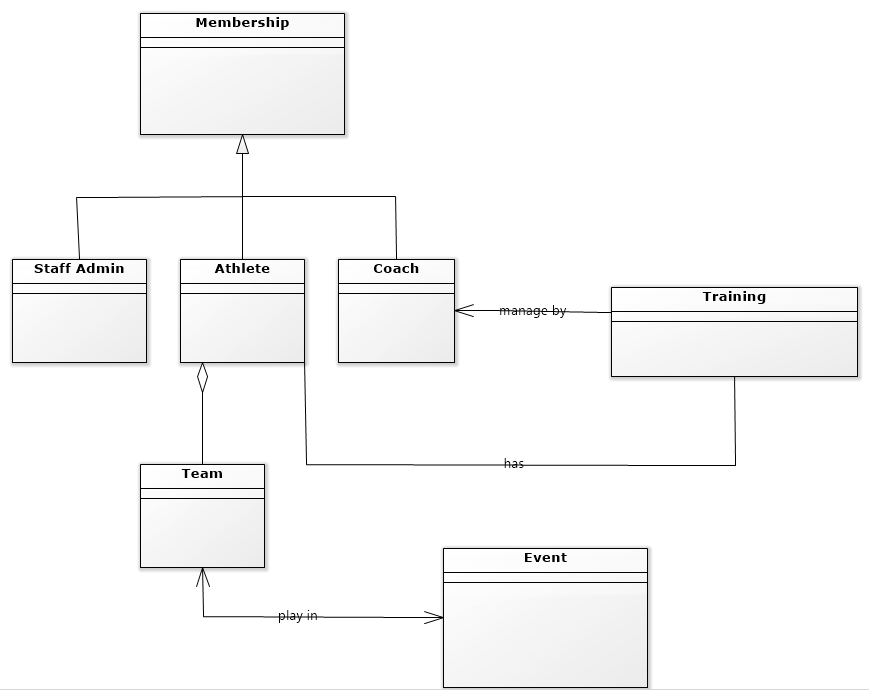 Membership
Staff Admin
Athlete
Coach
Training
manage by
has
Team
Event
play in